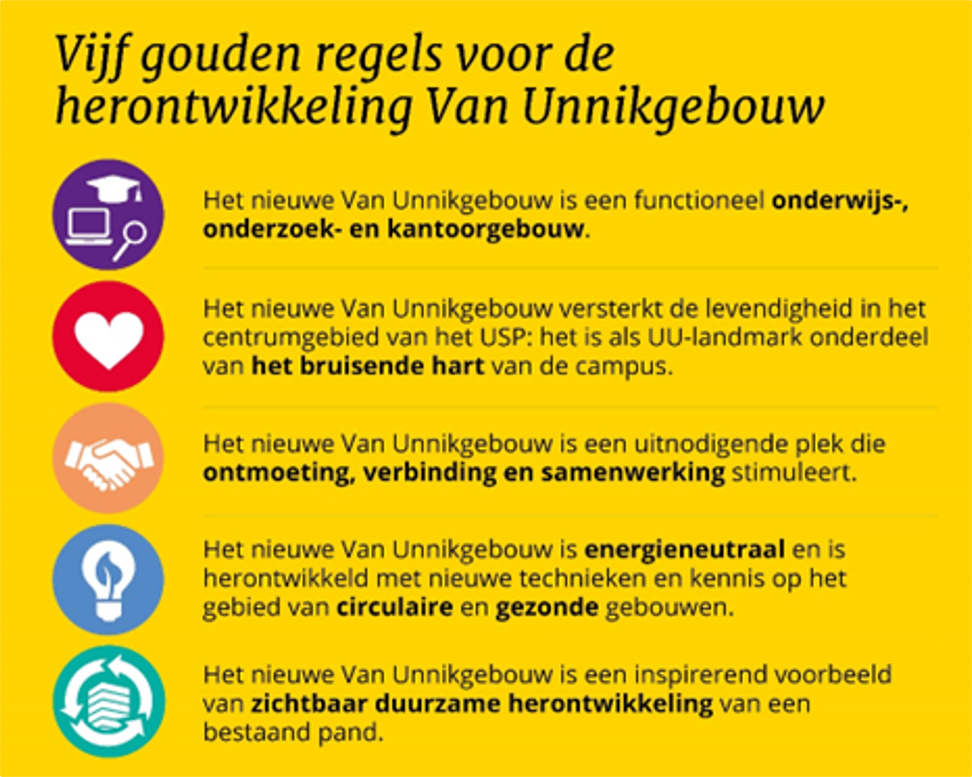 Vijf gouden regels voor de
herontwikkeling Van Unnikgebouw
Het nieuwe Van Unnikgebouw is een functioneel onderwijs-,
onderzoek- en kantoorgebouw.
Het nieuwe Van Unnikgebouw versterkt de levendigheid in het
centrumgebied van het USP: het is als UU-landmark onderdeel
van het bruisende hart van de campus.
Het nieuwe Van Unnikgebouw is een uitnodigende plek die
ontmoeting, verbinding en samenwerking stimuleert.
Het nieuwe Van Unnikgebouw is energieneutraal en is
herontwikkeld met nieuwe technieken en kennis op het
gebied van circulaire en gezonde gebouwen.
Het nieuwe Van Unnikgebouw is een inspirerend voorbeeld
van zichtbaar duurzame herontwikkeling van een
bestaand pand.